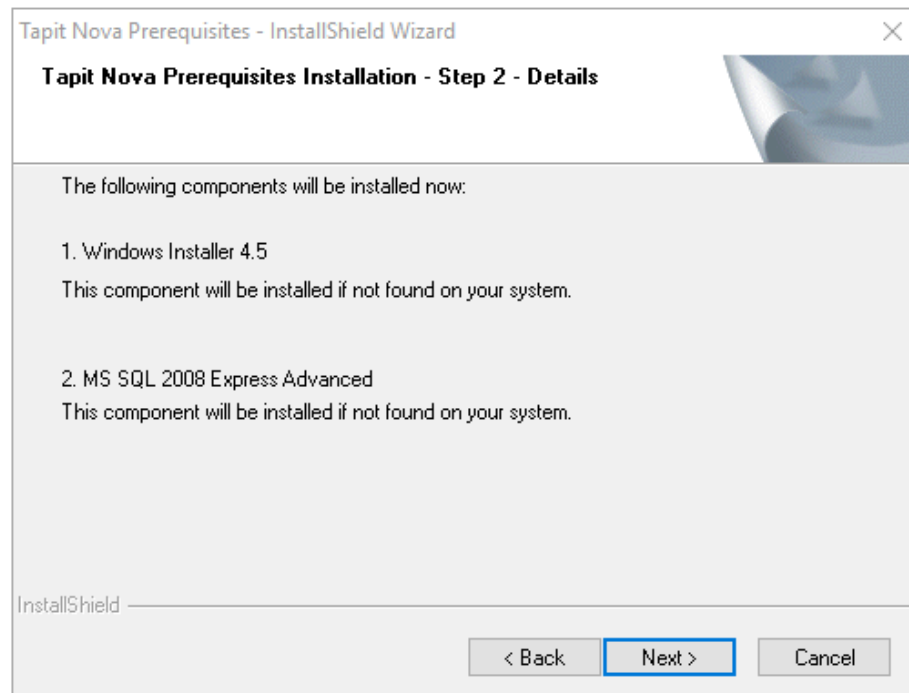 Tapit Nova Prerequisites - InstallShield Wizard
Tapit Nova Prerequisites Installation - Step 2 - Details
The following components will be installed now:
1. Windows Installer 4.5
This component will be installed if not found on your system.
2. MS SQL 2008 Express Advanced
This component will be installed if not found on your system.
InstallShield
< Back
Next >
Cancel